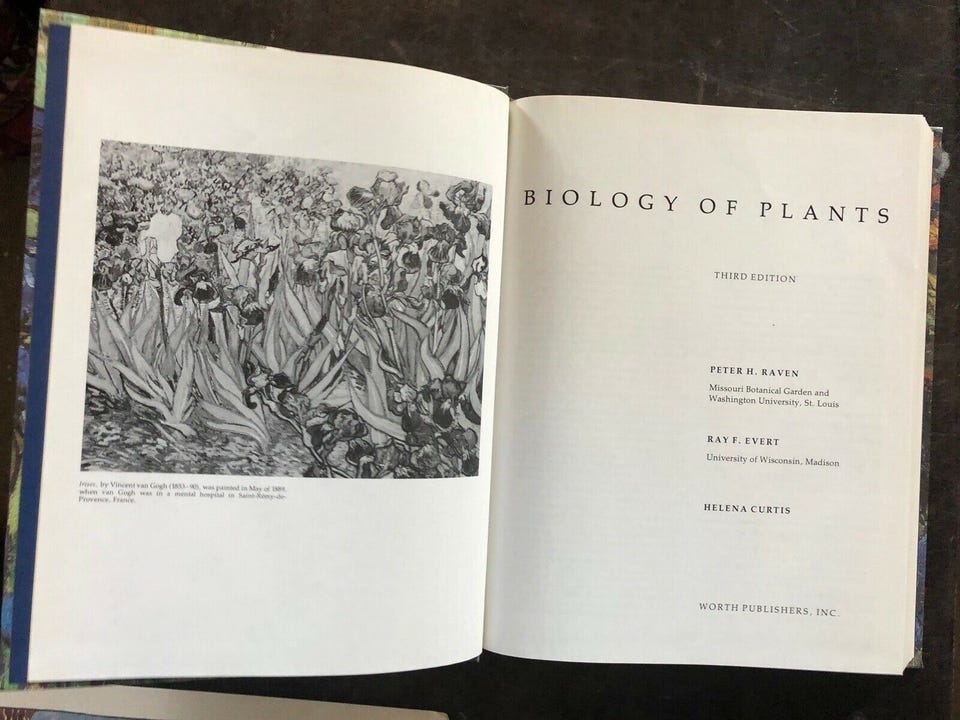 Irises, by Vincent van Gogh (1853–90), was painted in May of 1889,
when van Gogh was in a mental hospital in Saint-Rémy-de-
Provence, France.
BIOLOGY OF PLANTS
THIRD EDITION
PETER H. RAVEN
Missouri Botanical Garden and
Washington University, St. Louis
RAY F. EVERT
University of Wisconsin, Madison
HELENA CURTIS
WORTH PUBLISHERS, INC.